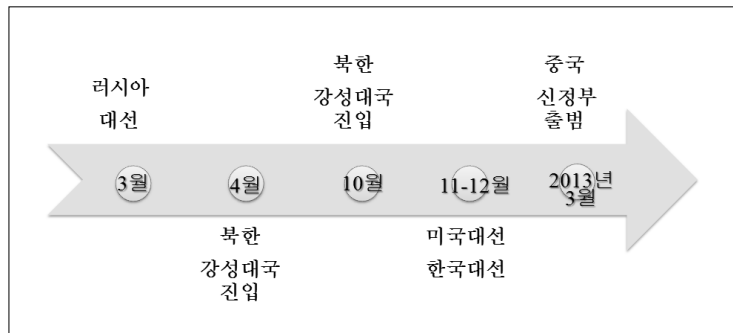 북한
강성대국
진입
중국
신정부
출범
러시아
대선
3월
4월
10월
11-12월
2013년
3월
북한
강성대국
진입
미국대선
한국대선